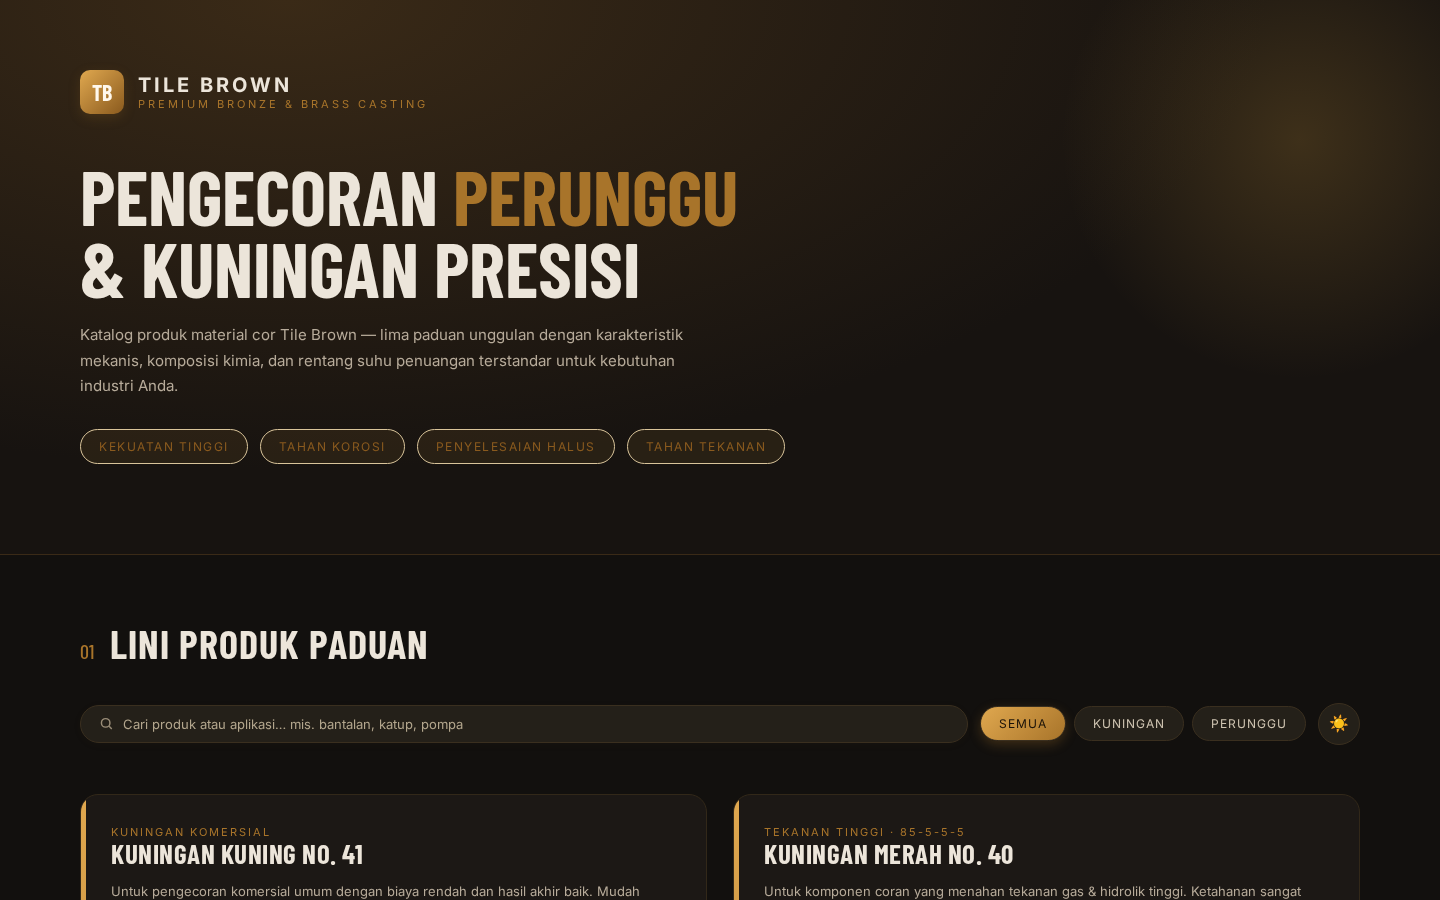 TB
TILE BROWN
PREMIUM BRONZE & BRASS CASTING
PENGECORAN PERUNGGU
& KUNINGAN PRESISI
Katalog produk material cor Tile Brown — lima paduan unggulan dengan karakteristik
mekanis, komposisi kimia, dan rentang suhu penuangan terstandar untuk kebutuhan
industri Anda.
KEKUATAN TINGGI
TAHAN KOROSI
PENYELESAIAN HALUS
TAHAN TEKANAN
01 LINI PRODUK PADUAN
Cari produk atau aplikasi... mis. bantalan, katup, pompa
SEMUA
KUNINGAN
PERUNGGU
KUNINGAN KOMERSIAL
KUNINGAN KUNING NO. 41
Untuk pengecoran komersial umum dengan biaya rendah dan hasil akhir baik. Mudah
TEKANAN TINGGI · 85-5-5-5
KUNINGAN MERAH NO. 40
Untuk komponen coran yang menahan tekanan gas & hidrolik tinggi. Ketahanan sangat